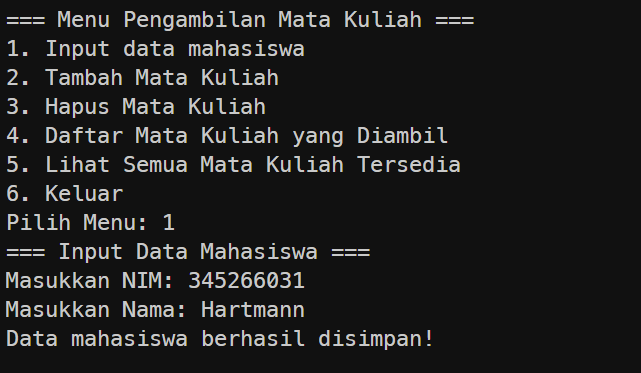 === Menu Pengambilan Mata Kuliah ===
1. Input data mahasiswa
2. Tambah Mata Kuliah
3. Hapus Mata Kuliah
4. Daftar Mata Kuliah yang Diambil
5. Lihat Semua Mata Kuliah Tersedia
6. Keluar
Pilih Menu: 1
=== Input Data Mahasiswa ===
Masukkan NIM: 345266031
Masukkan Nama: Hartmann
Data mahasiswa berhasil disimpan!